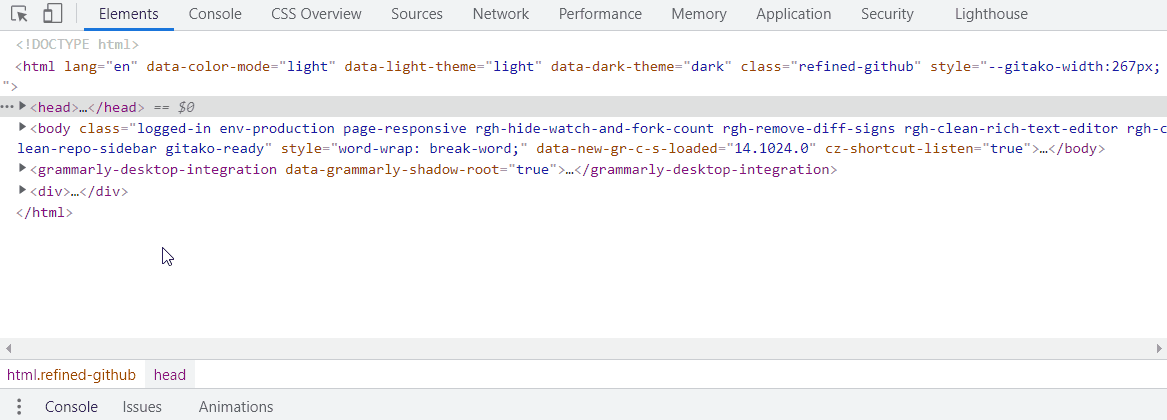 Elements Console CSS Overview Sources Network Performance Memory Application Security Lighthouse
<!DOCTYPE html>
<html lang="en" data-color-mode="light" data-light-theme="light" data-dark-theme="dark" class="refined-github" style="--gitako-width:267px;
">
… <head>…</head> == $0
<body class="logged-in env-production page-responsive rgh-hide-watch-and-fork-count rgh-remove-diff-signs rgh-clean-rich-text-editor rgh-c
lean-repo-sidebar gitako-ready" style="word-wrap: break-word;" data-new-gr-c-s-loaded="14.1024.0" cz-shortcut-listen="true">…</body>
<grammarly-desktop-integration data-grammarly-shadow-root="true">…</grammarly-desktop-integration>
<div>…</div>
</html>
html.refined-github head
Console Issues Animations